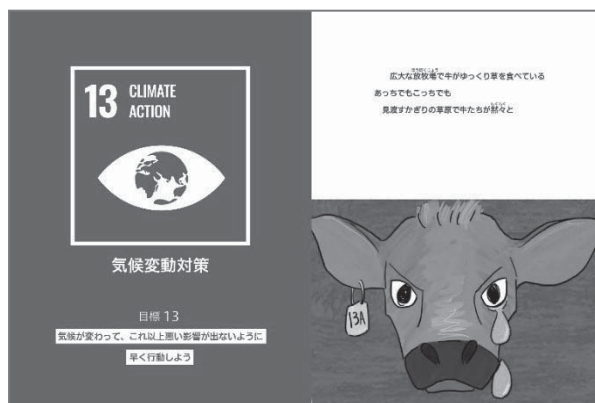 13 CLIMATE
ACTION
気候変動対策
目標 13
気候が変わって、これ以上悪い影響が出ないように
早く行動しよう
広大な放牧場で牛がゆっくり草を食べている
あっちでもこっちでも
見渡すかぎりの草原で牛たちが黙々と
13A